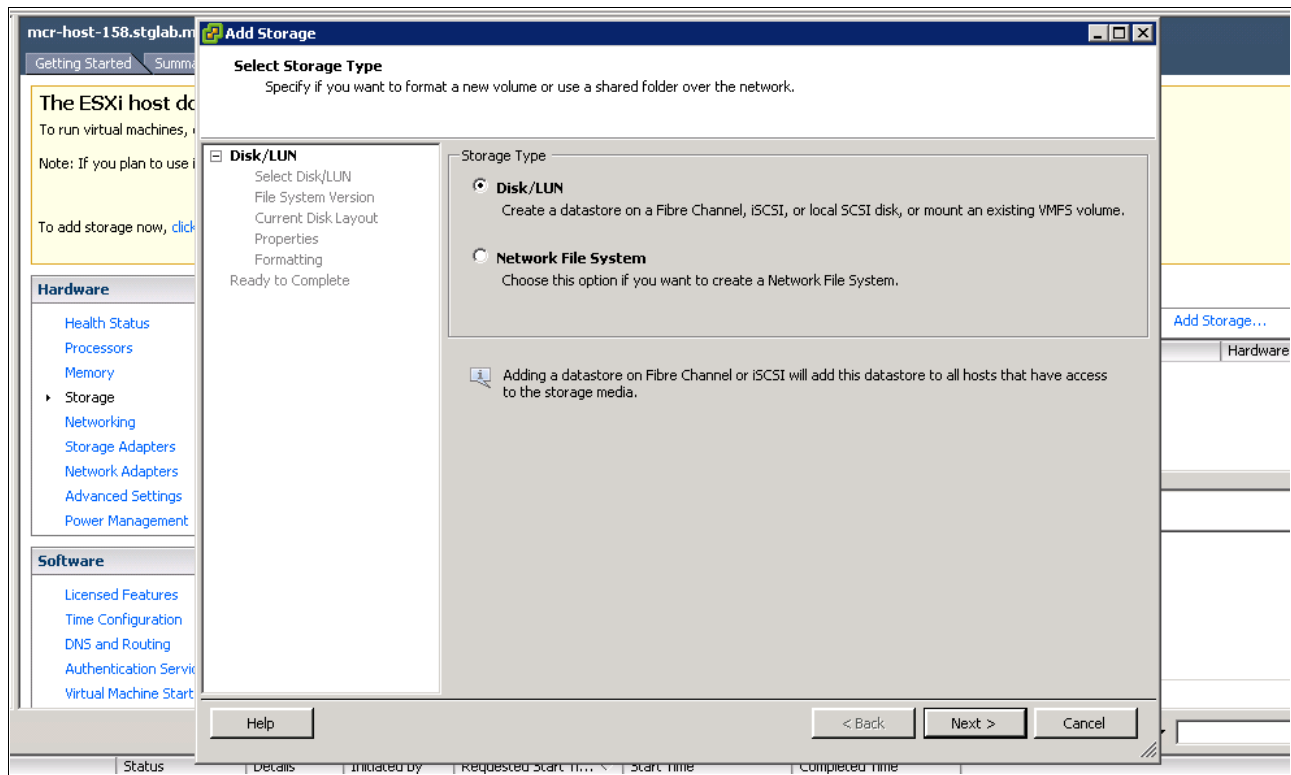 mcr-host-158.stglab.m
Getting Started
The ESXi host
To run virtual machines,
Note: If you plan to use
To add storage now, click
Hardware
Health Status
Processors
Memory
Storage
Networking
Storage Adapters
Network Adapters
Advanced Settings
Power Management
Software
Licensed Features
Time Configuration
DNS and Routing
Authentication
Virtual Machine
Add Storage
Select Storage Type
Specify if you want to format a new volume or use a shared folder over the network.
Disk/LUN
Select Disk/LUN
File System Version
Current Disk Layout
Properties
Formatting
Ready to Complete
Storage Type
Disk/LUN
Create a datastore on a Fibre Channel, iSCSI, or local SCSI disk, or mount an existing VMFS volume.
Network File System
Choose this option if you want to create a Network File System.
Adding a datastore on Fibre Channel or iSCSI will add this datastore to all hosts that have access
to the storage media.
Help
< Back
Next >
Cancel
Add Storage...
Hardware
Status
Details
Initiated by
Requested Start Ti...
Start Time
Completed Time